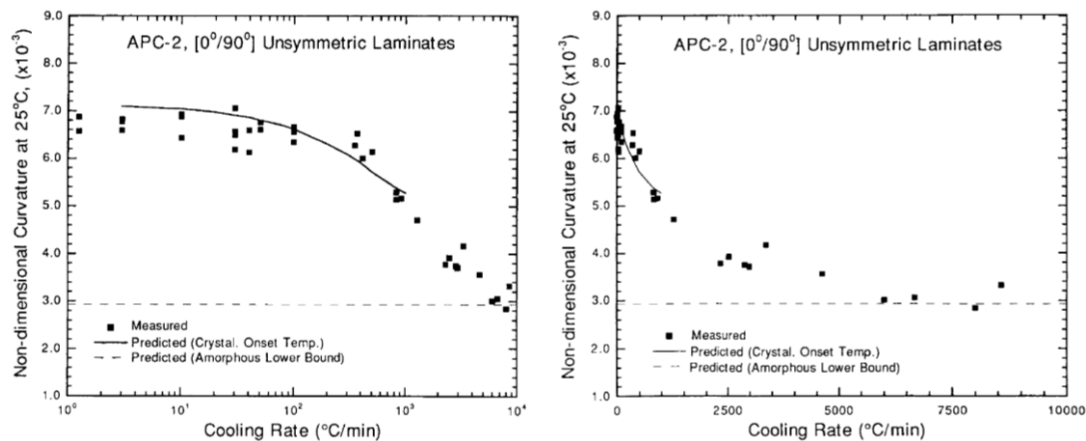 APC-2, [0°/90°] Unsymmetric Laminates
Non-dimensional Curvature at 25°C, (x10⁻³)
9.0
8.0
7.0
6.0
5.0
4.0
3.0
2.0
1.0
Measured
Predicted (Crystal. Onset Temp.)
Predicted (Amorphous Lower Bound)
10⁰
10¹
10²
10³
10⁴
Cooling Rate (°C/min)
APC-2, [0°/90°] Unsymmetric Laminates
Non-dimensional Curvature at 25°C (x10⁻³)
9.0
8.0
7.0
6.0
5.0
4.0
3.0
2.0
1.0
Measured
Predicted (Crystal. Onset Temp.)
Predicted (Amorphous Lower Bound)
0
2500
5000
7500
10000
Cooling Rate (°C/min)